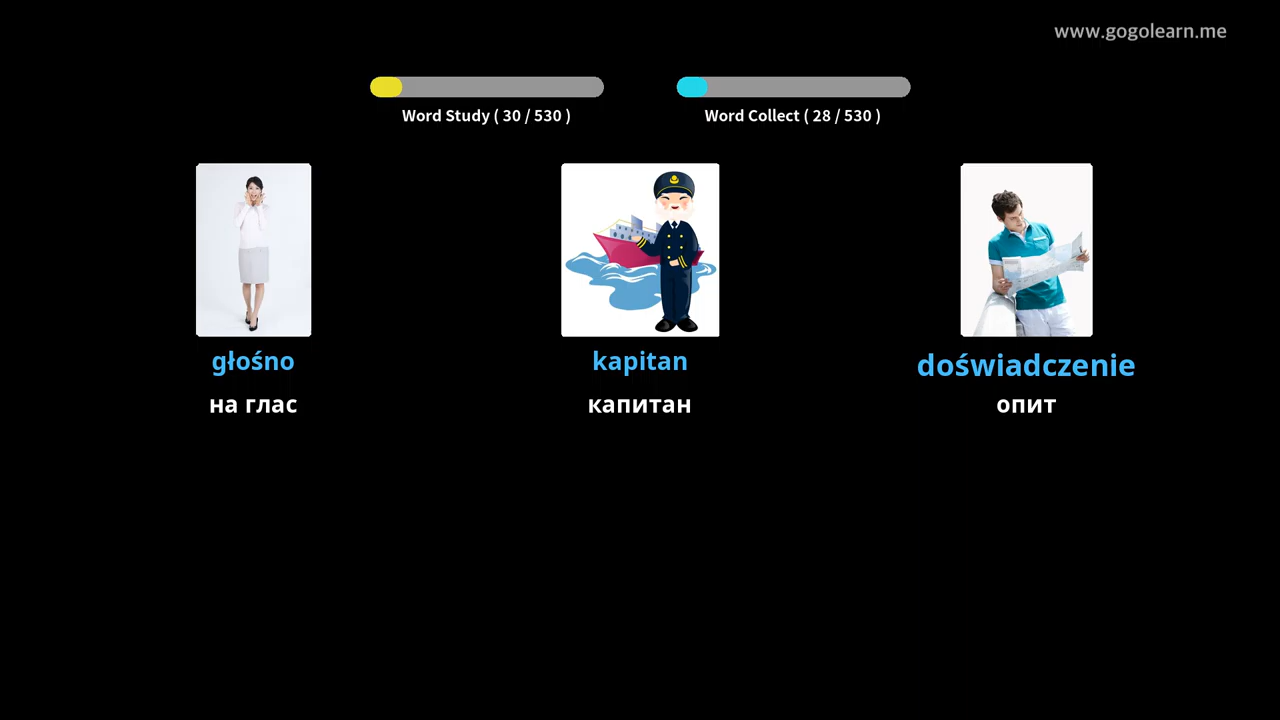 www.gogolearn.me
Word Study ( 30 / 530 )
Word Collect ( 28 / 530 )
głośno
kapitan
doświadczenie
на глас
капитан
опит